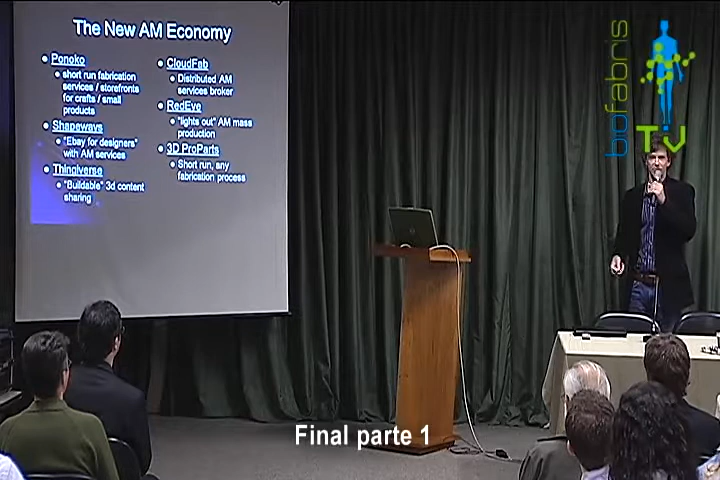 The New AM Economy
Ponoko
short run fabrication
services / storefronts
for crafts / small
products
Shapeways
"Ebay for designers"
with AM services
Thingiverse
"Buildable" 3d content
sharing
CloudFab
Distributed AM
services broker
RedEye
"lights out" AM mass
production
3D ProParts
Short run, any
fabrication process
biofabris
Tv
Final parte 1